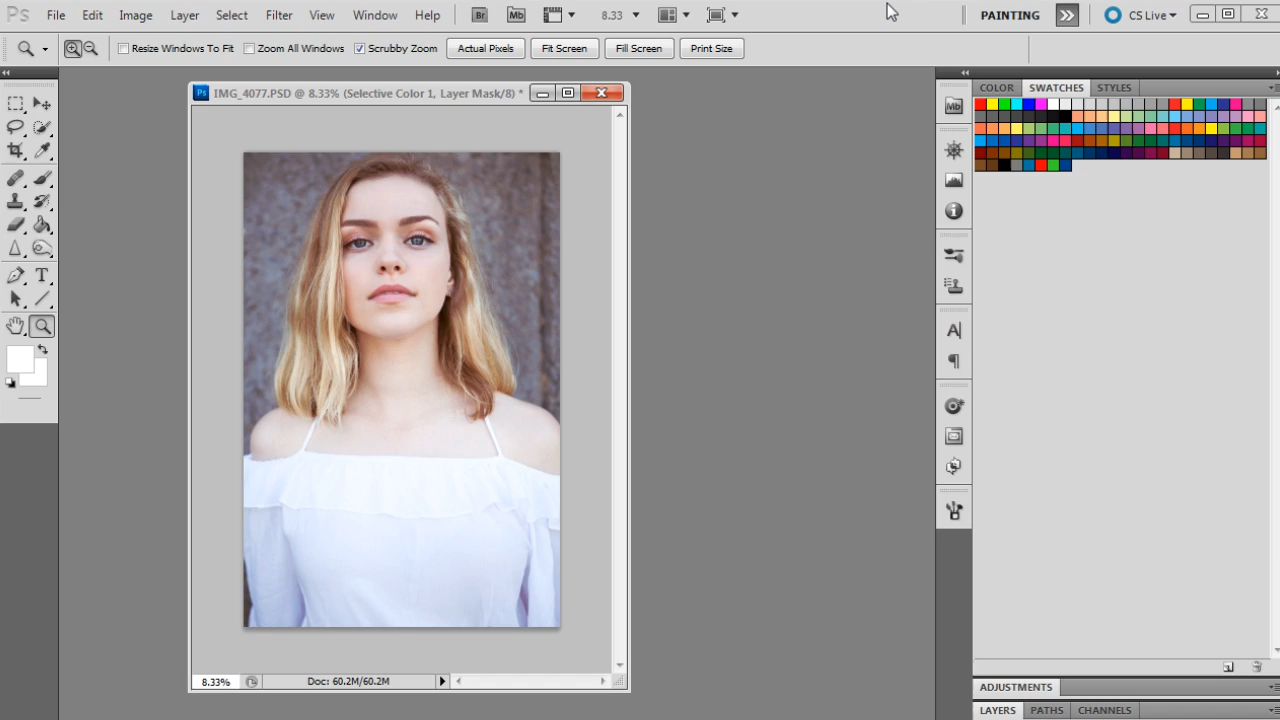 Ps File Edit Image Layer Select Filter View Window Help Br Mb 8.33 PAINTING CS Live
Resize Windows To Fit Zoom All Windows Scrubby Zoom Actual Pixels Fit Screen Fill Screen Print Size
Ps IMG_4077.PSD @ 8.33% (Selective Color 1, Layer Mask/8) *
COLOR SWATCHES STYLES
Mb
T
A
8.33% Doc: 60.2M/60.2M
ADJUSTMENTS
LAYERS PATHS CHANNELS